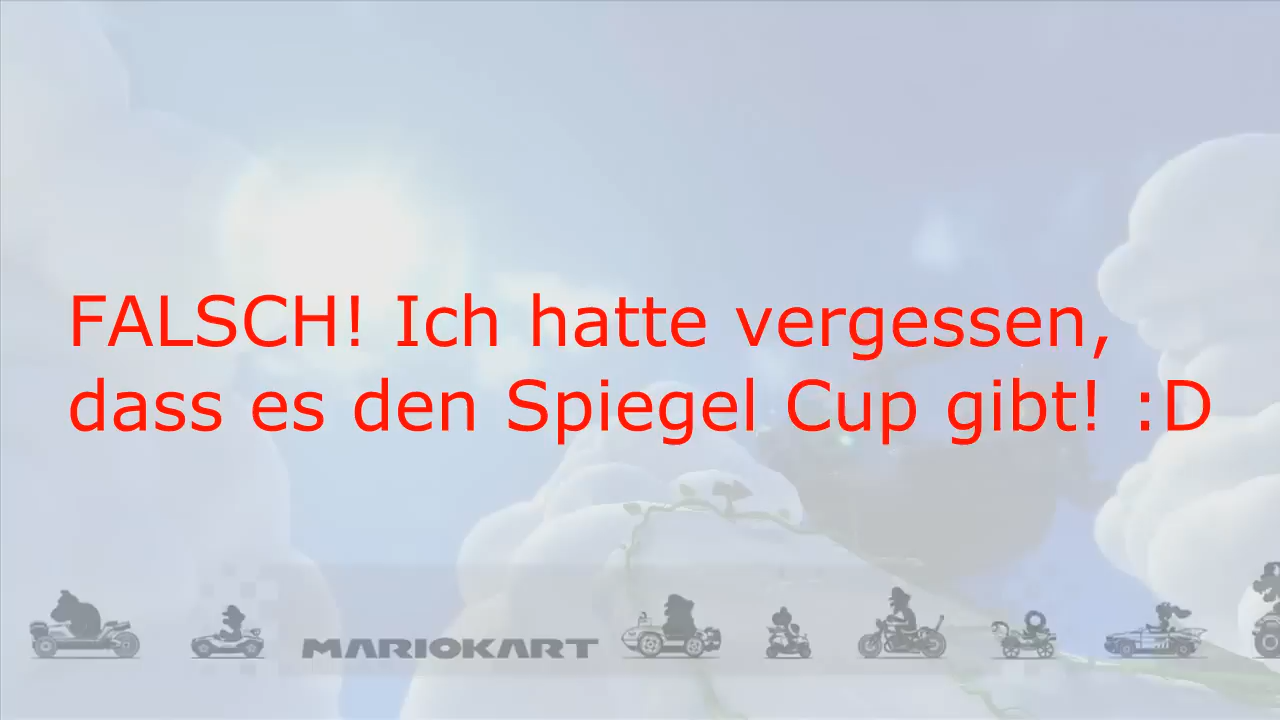 FALSCH! Ich hatte vergessen,
dass es den Spiegel Cup gibt! :D
MARIOKART